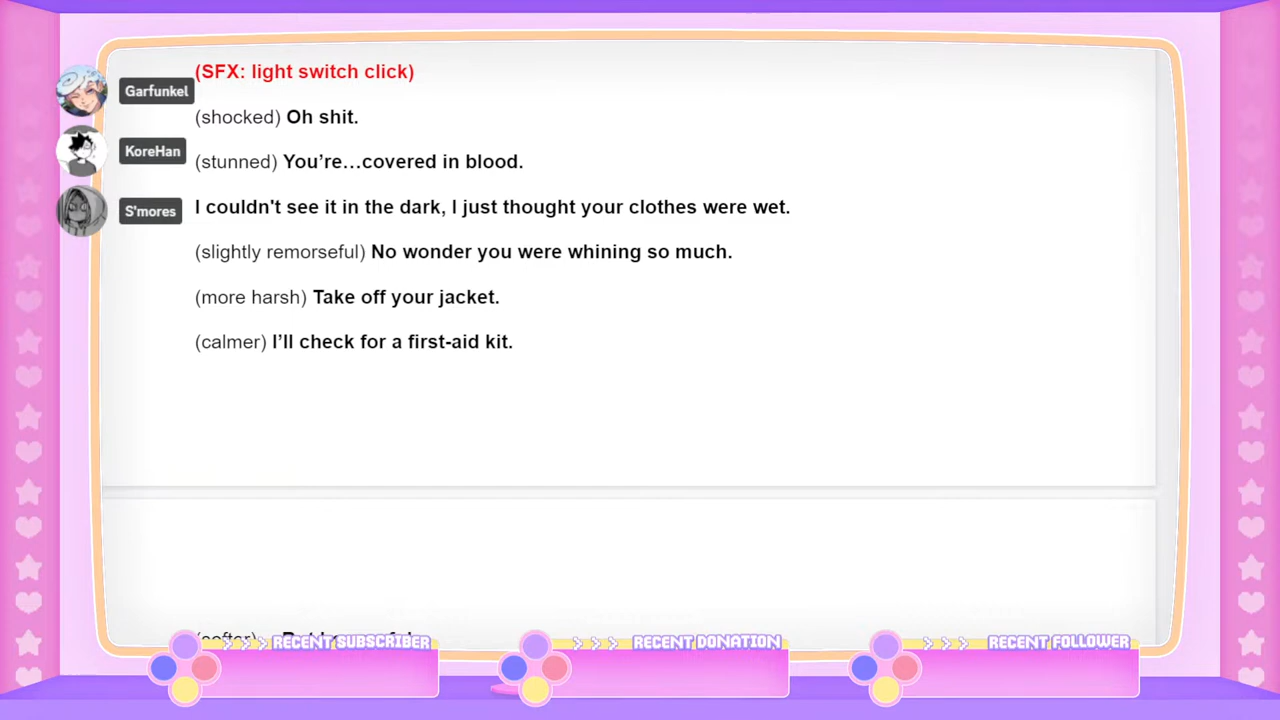 (SFX: light switch click)
Garfunkel
(shocked) Oh shit.
KoreHan
(stunned) You're…covered in blood.
S'mores
I couldn't see it in the dark, I just thought your clothes were wet.
(slightly remorseful) No wonder you were whining so much.
(more harsh) Take off your jacket.
(calmer) I'll check for a first-aid kit.
> > > RECENT SUBSCRIBER
> > > RECENT DONATION
> > > RECENT FOLLOWER